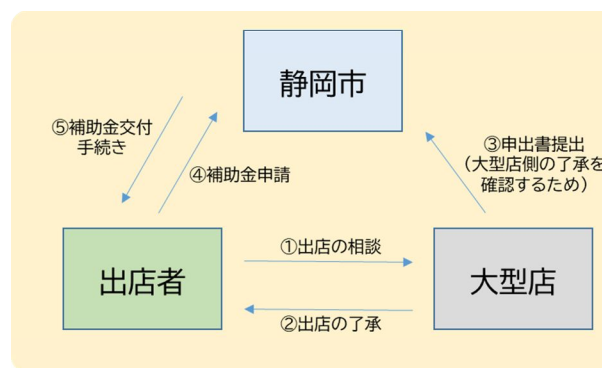 静岡市
⑤補助金交付
手続き
④補助金申請
③申出書提出
（大型店側の了承を
確認するため）
①出店の相談
出店者
大型店
②出店の了承